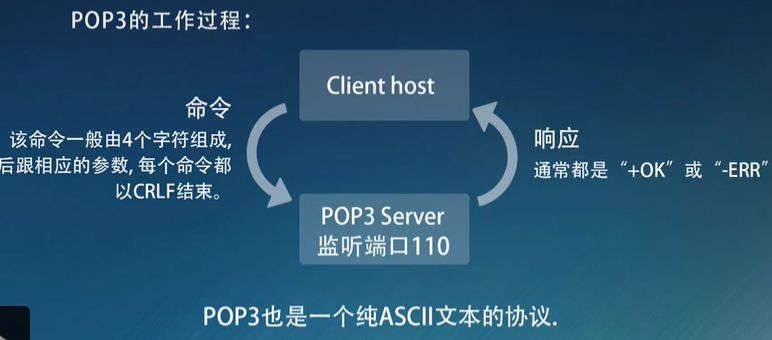 POP3的工作过程：
Client host
命令
该命令一般由4个字符组成,
后跟相应的参数, 每个命令都
以CRLF结束。
响应
通常都是“+OK”或“-ERR”
POP3 Server
监听端口110
POP3也是一个纯ASCII文本的协议.